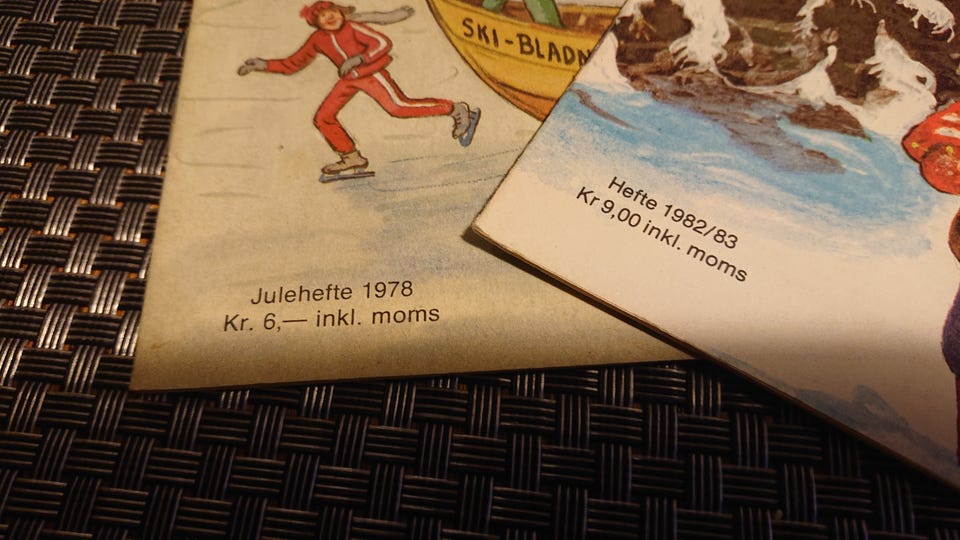 SKI-BLADN
Julehefte 1978
Kr. 6,— inkl. moms
Hefte 1982/83
Kr 9,00 inkl. moms